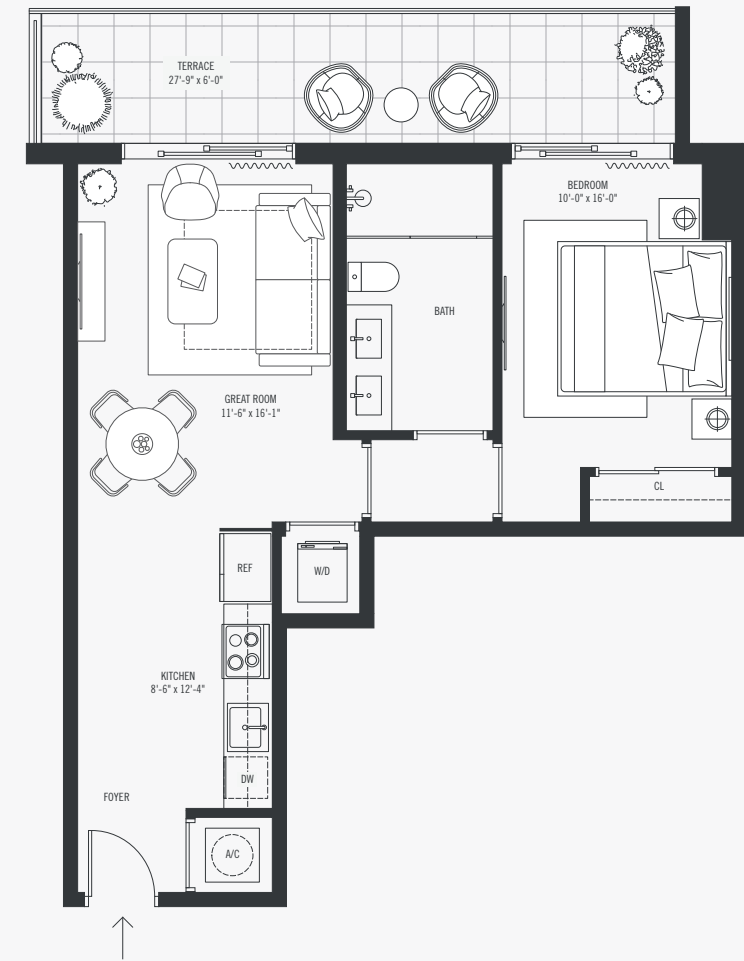 TERRACE
27'-9" x 6'-0"
BEDROOM
10'-0" x 16'-0"
BATH
GREAT ROOM
11'-6" x 16'-1"
CL
REF
W/D
KITCHEN
8'-6" x 12'-4"
DW
FOYER
A/C